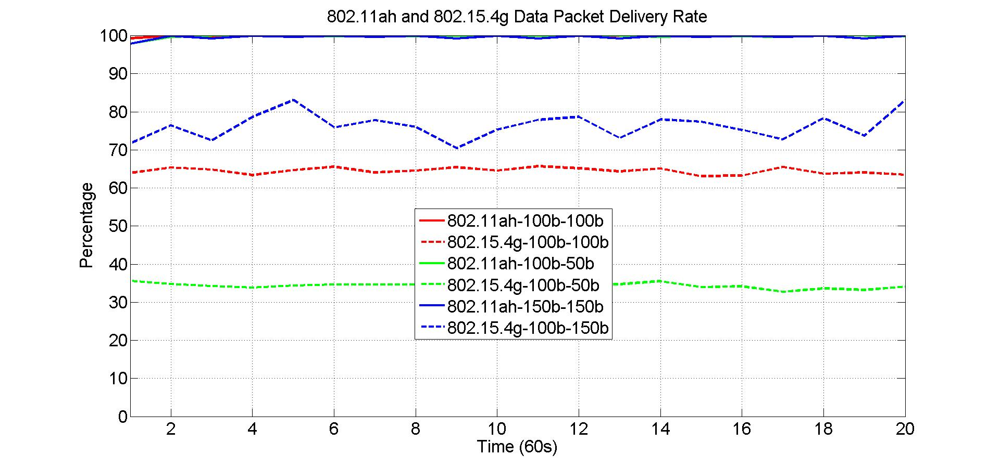 802.11ah and 802.15.4g Data Packet Delivery Rate
100
90
80
70
60
50
40
30
20
10
0
Percentage
802.11ah-100b-100b
802.15.4g-100b-100b
802.11ah-100b-50b
802.15.4g-100b-50b
802.11ah-150b-150b
802.15.4g-100b-150b
2 4 6 8 10 12 14 16 18 20
Time (60s)